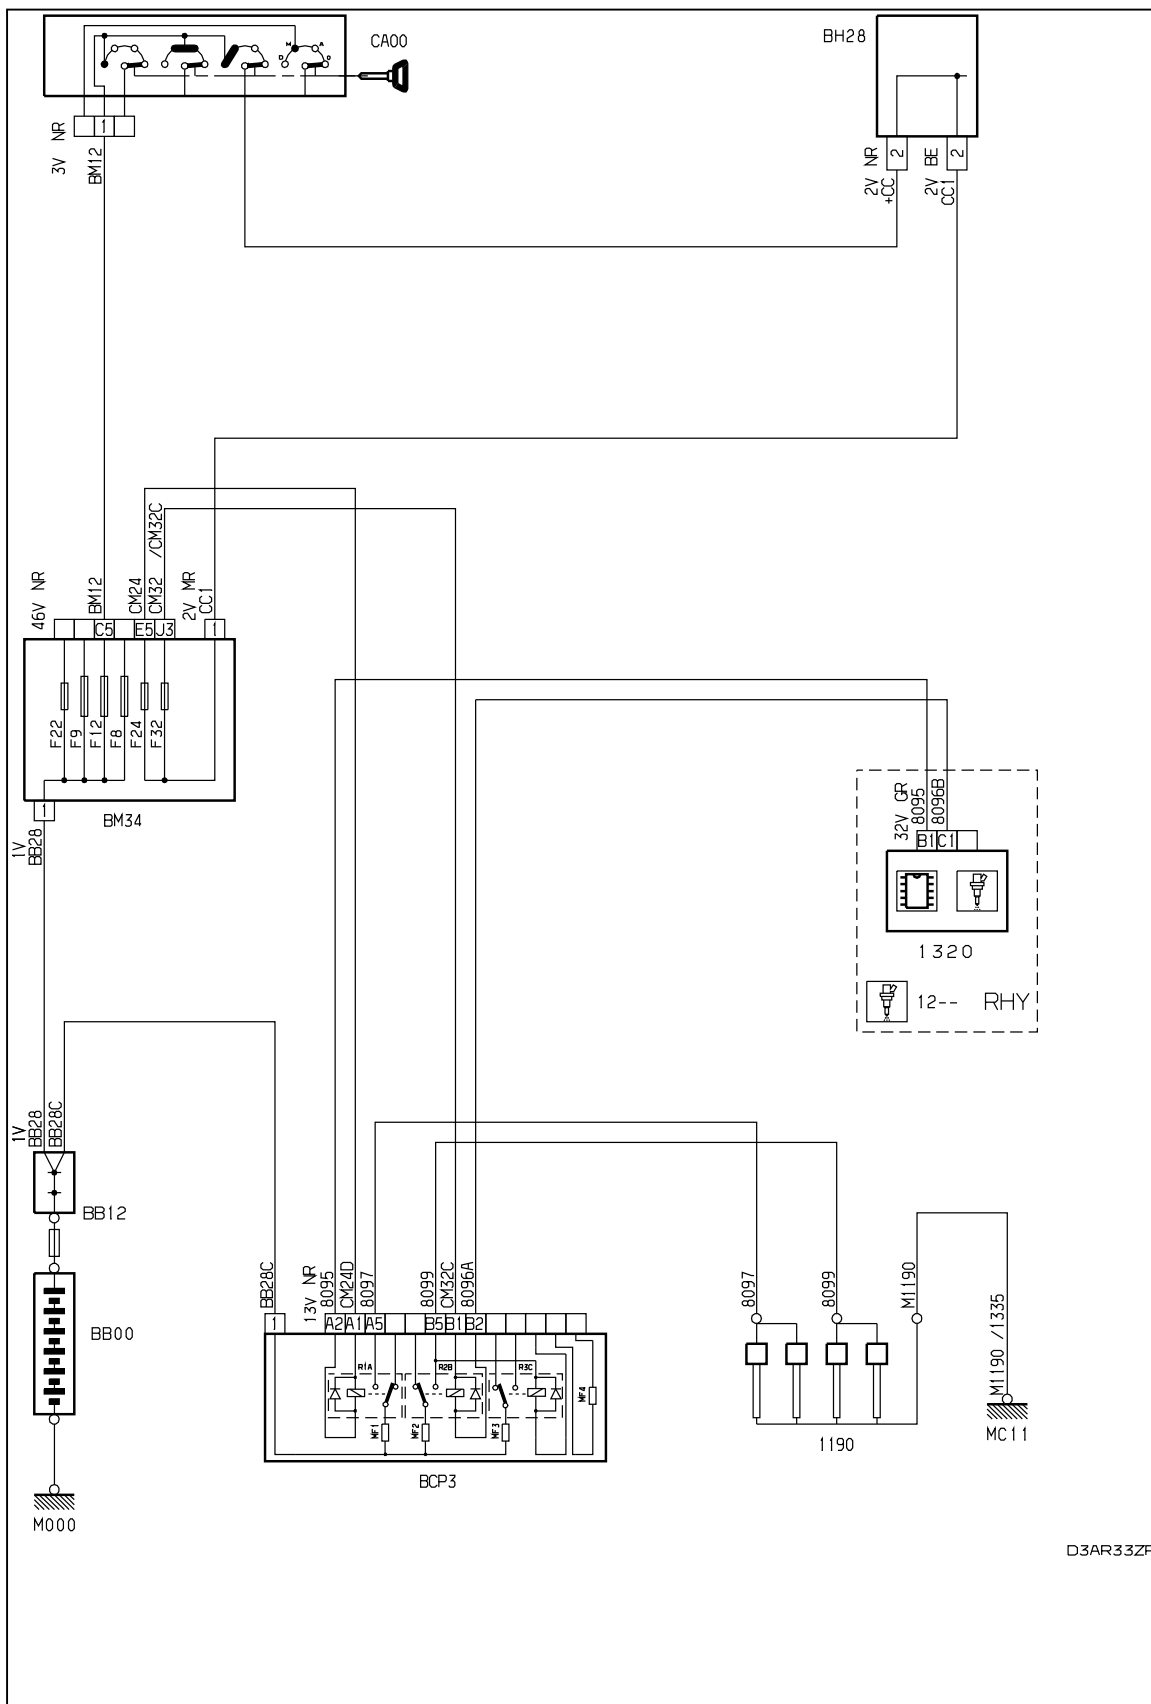 CA00
M
A
D
D
1
3V NR
BM12
BH28
2
2
2V NR
+CC
2V BE
CC1
46V NR
BM12
CM24
CM32 /CM32C
2V MR
CC1
C5
E5
J3
1
F22
F9
F12
F8
F24
F32
1
BM34
1V
BB28
32V GR
8095
8096B
B1
C1
1320
12-- RHY
1V
BB28
BB28C
BB12
BB00
M000
BB28C
13V NR
8095
CM24D
8097
8099
CM32C
8096A
1
A2
A1
A5
B5
B1
B2
R1A
R2B
R3C
MF1
MF2
MF3
MF4
BCP3
8097
8099
M1190
M1190 /1335
1190
MC11
D3AR33ZP